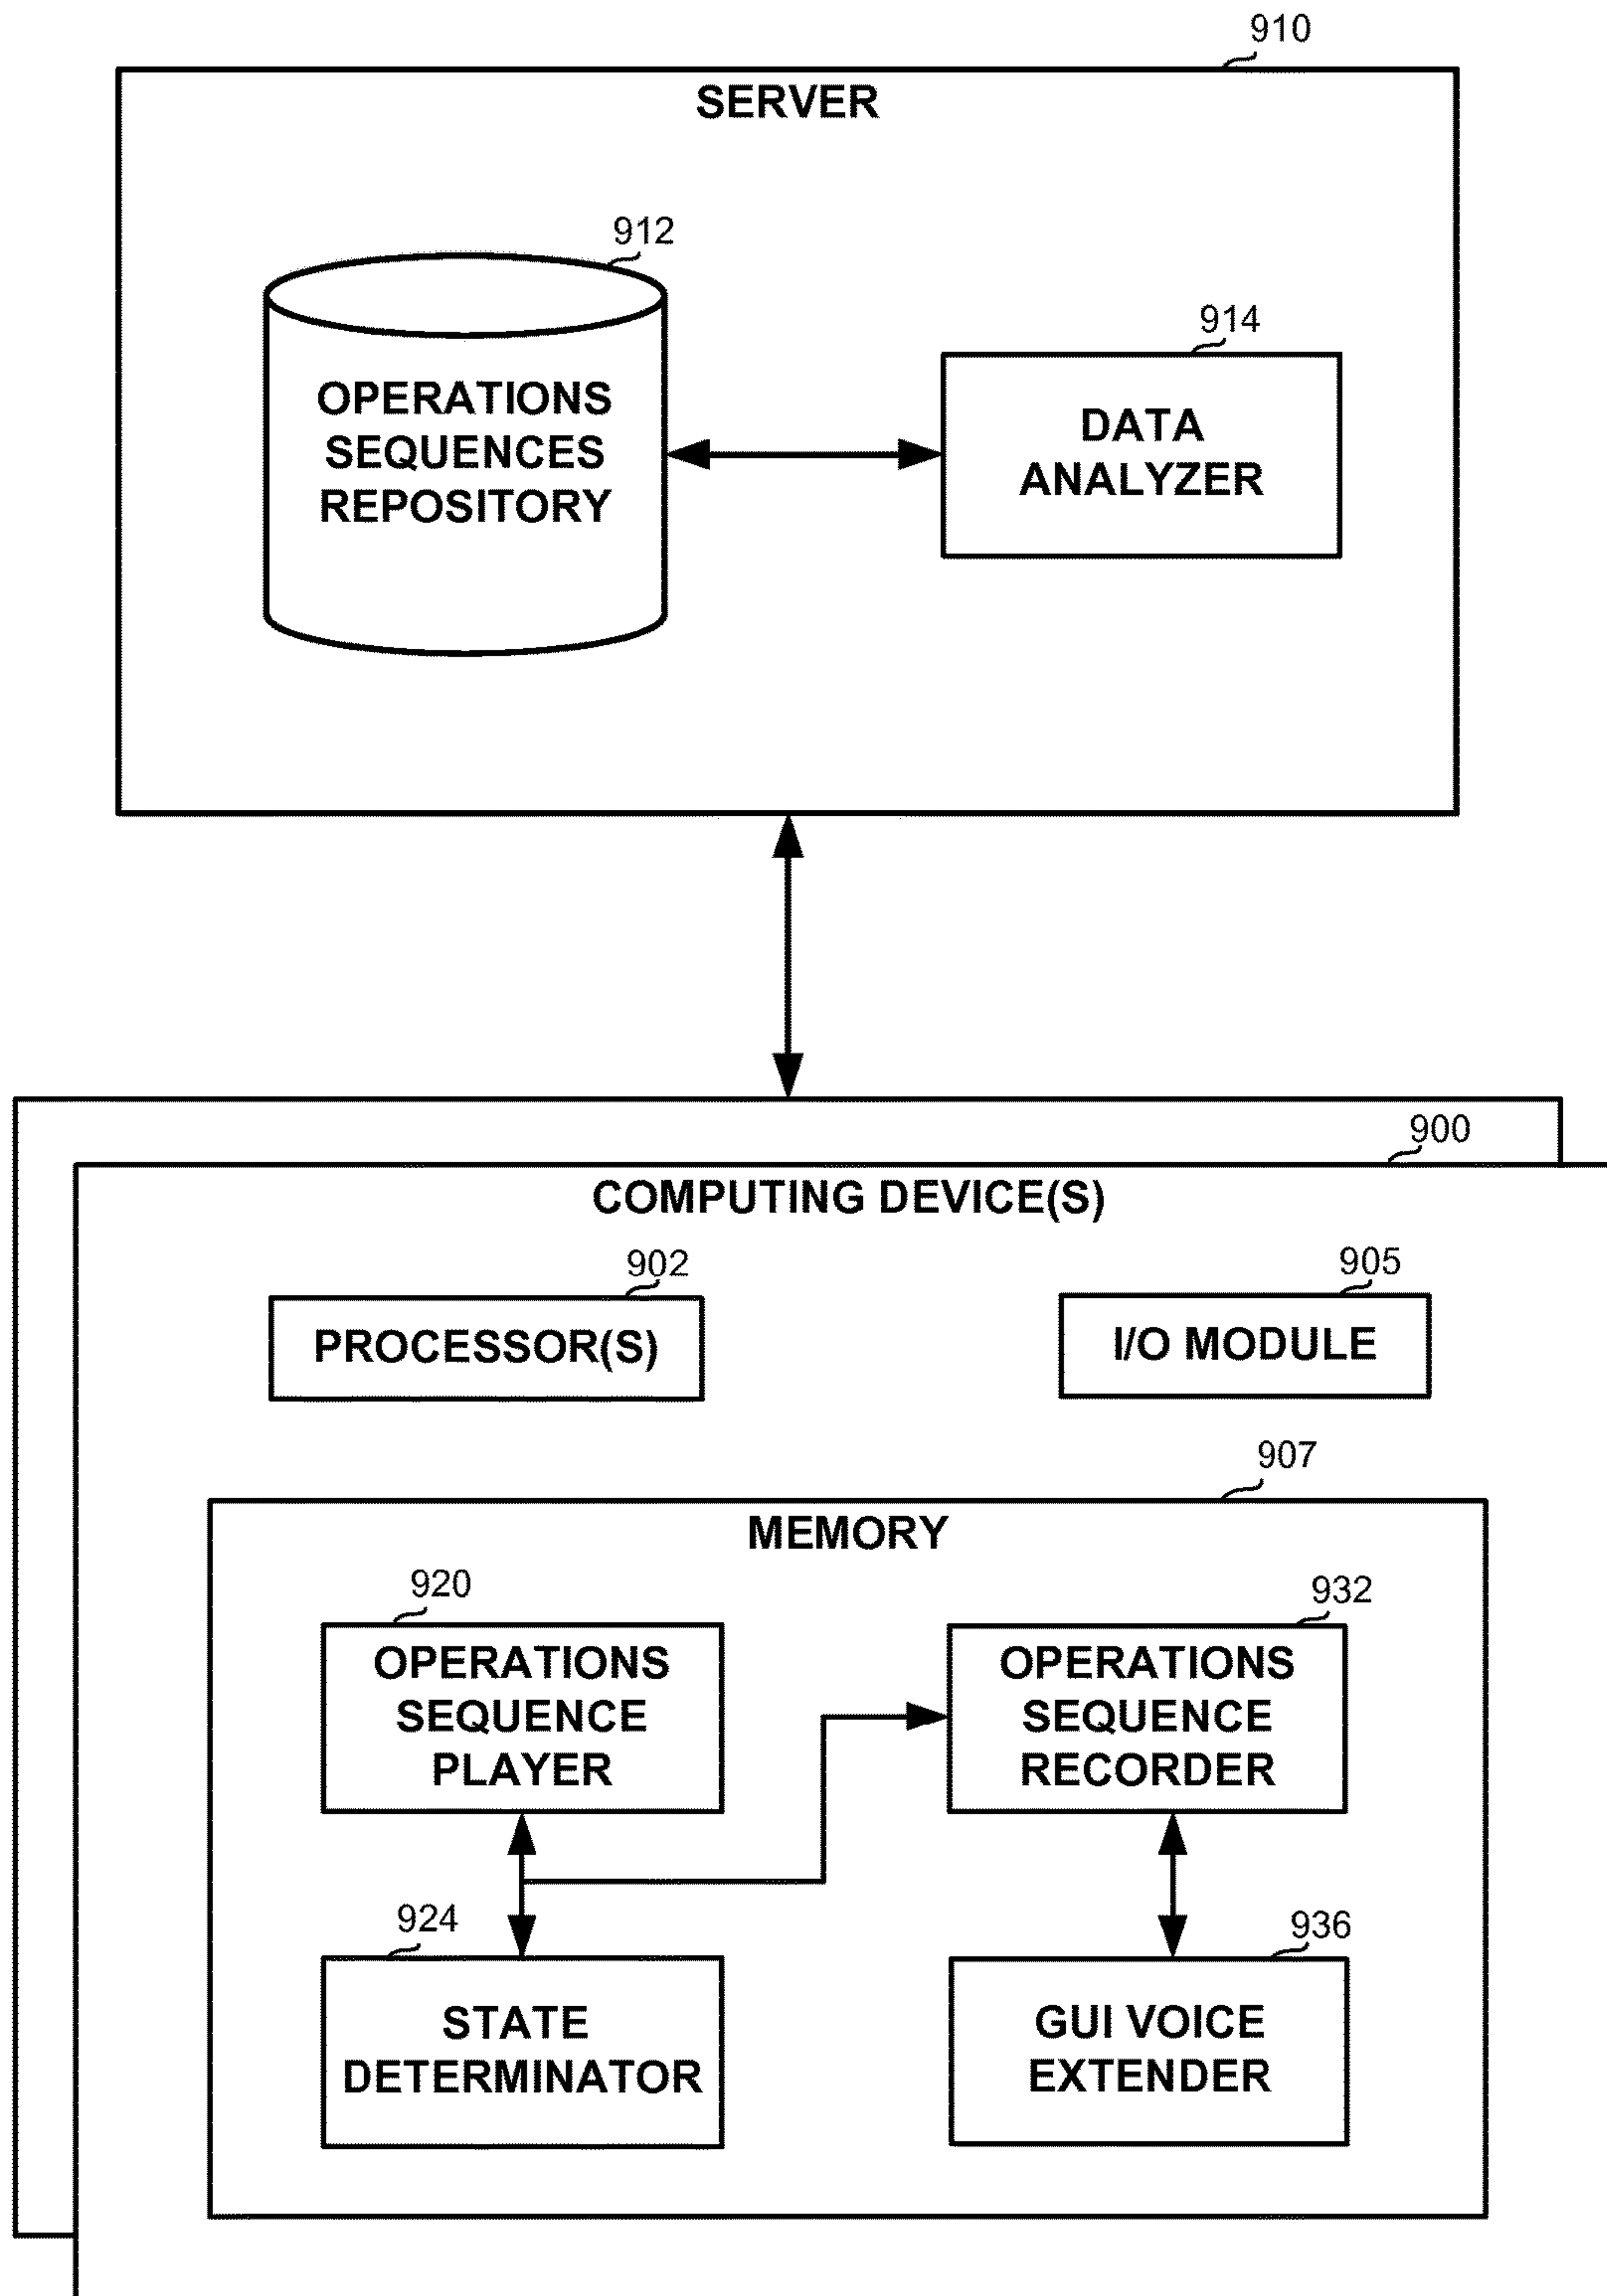 910
SERVER
912
OPERATIONS
SEQUENCES
REPOSITORY
914
DATA
ANALYZER
900
COMPUTING DEVICE(S)
902
PROCESSOR(S)
905
I/O MODULE
907
MEMORY
920
OPERATIONS
SEQUENCE
PLAYER
932
OPERATIONS
SEQUENCE
RECORDER
924
STATE
DETERMINATOR
936
GUI VOICE
EXTENDER